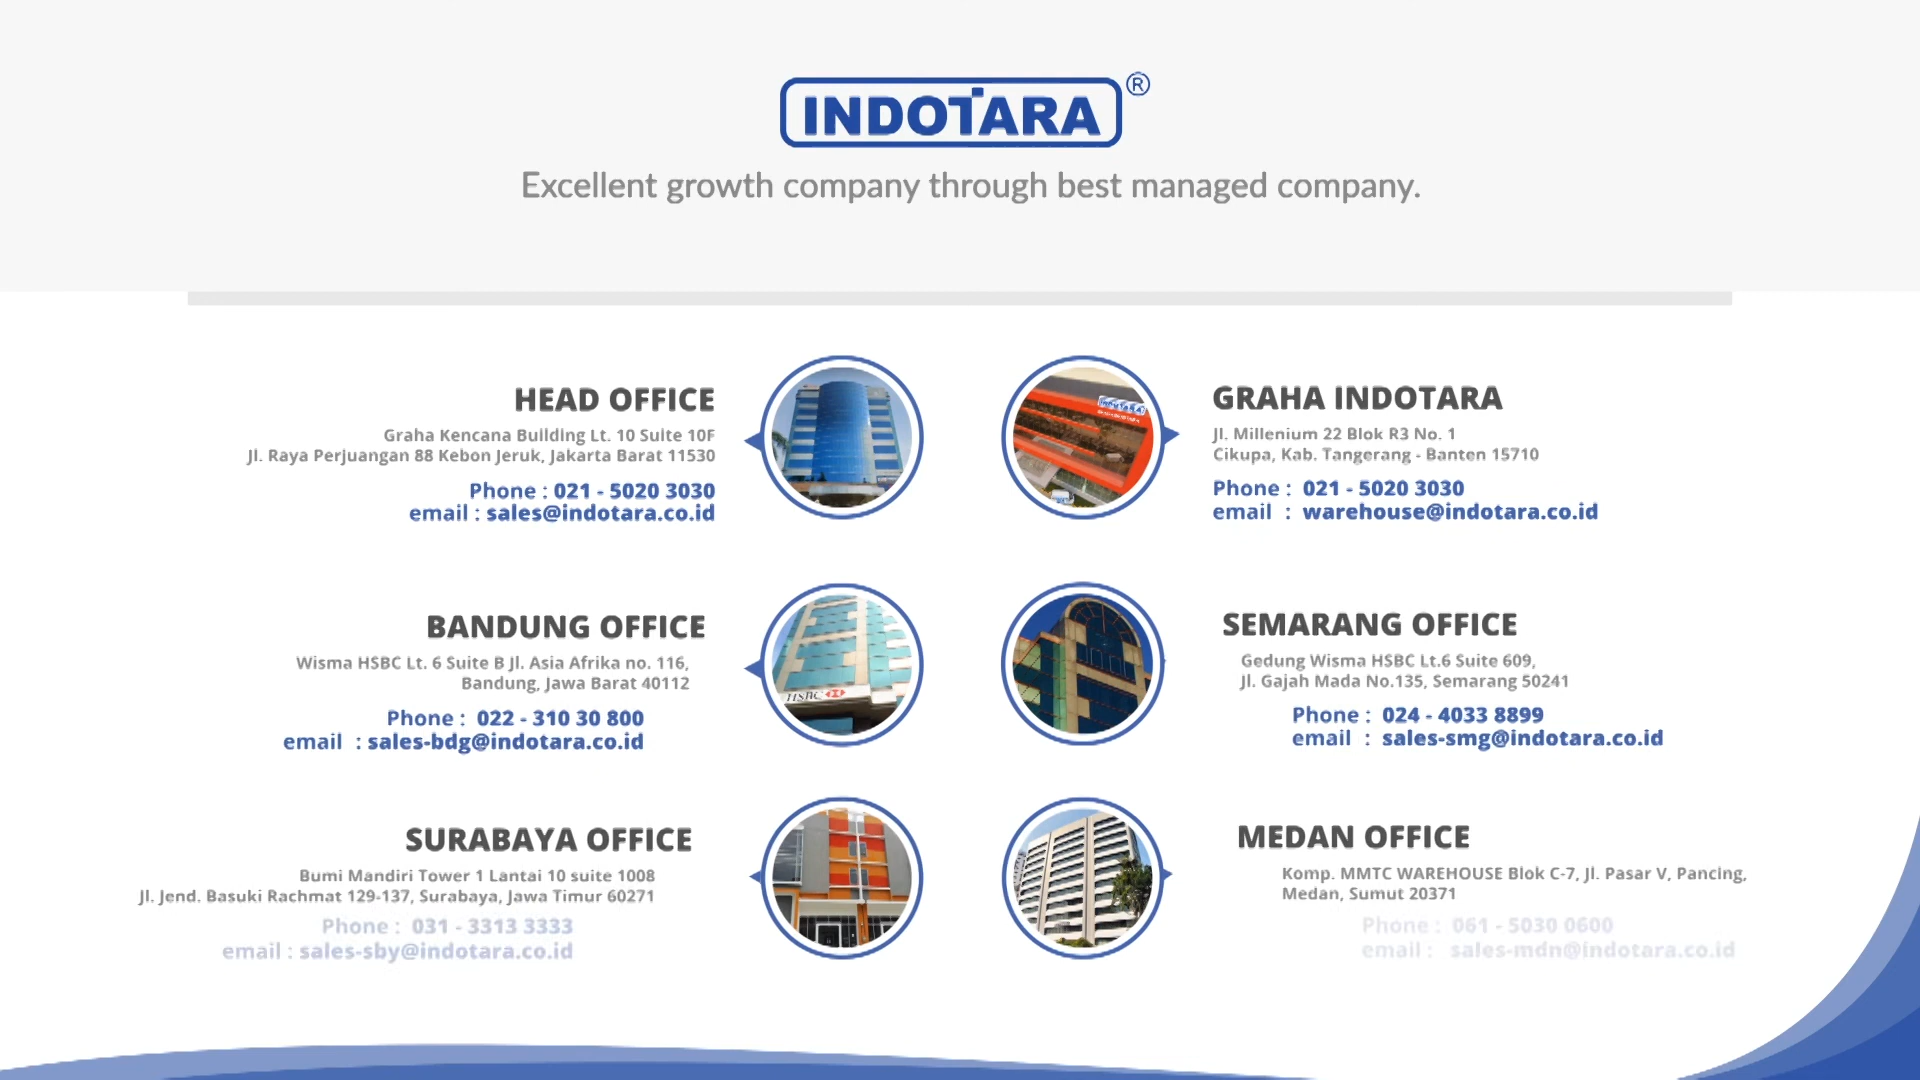 INDOTARA®
Excellent growth company through best managed company.
HEAD OFFICE
Graha Kencana Building Lt. 10 Suite 10F
Jl. Raya Perjuangan 88 Kebon Jeruk, Jakarta Barat 11530
Phone : 021 - 5020 3030
email : sales@indotara.co.id
GRAHA INDOTARA
Jl. Millenium 22 Blok R3 No. 1
Cikupa, Kab. Tangerang - Banten 15710
Phone : 021 - 5020 3030
email : warehouse@indotara.co.id
BANDUNG OFFICE
Wisma HSBC Lt. 6 Suite B Jl. Asia Afrika no. 116,
Bandung, Jawa Barat 40112
Phone : 022 - 310 30 800
email : sales-bdg@indotara.co.id
HSBC
SEMARANG OFFICE
Gedung Wisma HSBC Lt.6 Suite 609,
Jl. Gajah Mada No.135, Semarang 50241
Phone : 024 - 4033 8899
email : sales-smg@indotara.co.id
SURABAYA OFFICE
Bumi Mandiri Tower 1 Lantai 10 suite 1008
Jl. Jend. Basuki Rachmat 129-137, Surabaya, Jawa Timur 60271
Phone : 031 - 3313 3333
email : sales-sby@indotara.co.id
MEDAN OFFICE
Komp. MMTC WAREHOUSE Blok C-7, Jl. Pasar V, Pancing,
Medan, Sumut 20371
Phone : 061 - 5030 0600
email : sales-mdn@indotara.co.id